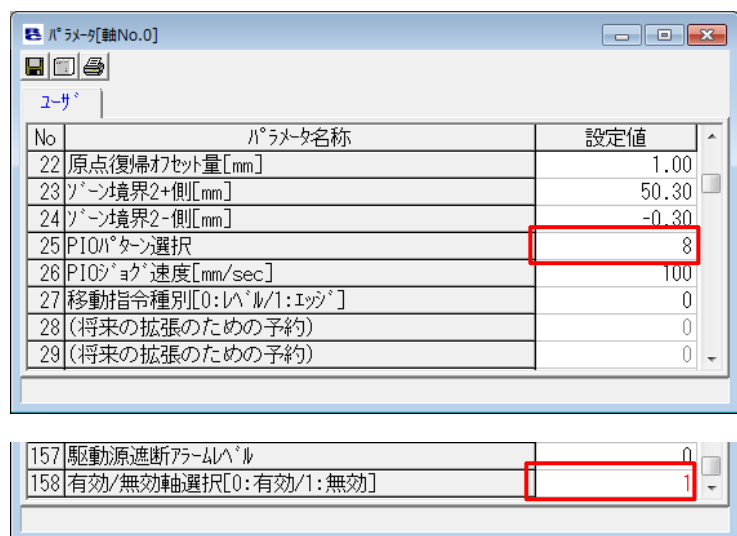 ﾊﾟﾗﾒｰﾀ[軸No.0]
ﾕｰｻﾞ
No ﾊﾟﾗﾒｰﾀ名称 設定値
22 原点復帰ｵﾌｾｯﾄ量[mm] 1.00
23 ｿﾞｰﾝ境界2+側[mm] 50.30
24 ｿﾞｰﾝ境界2-側[mm] -0.30
25 PIOﾊﾟﾀｰﾝ選択 8
26 PIOｼﾞｮｸﾞ速度[mm/sec] 100
27 移動指令種別[0:ﾚﾍﾞﾙ/1:ｴｯｼﾞ] 0
28 (将来の拡張のための予約) 0
29 (将来の拡張のための予約) 0
157 駆動源遮断ｱﾗｰﾑﾚﾍﾞﾙ 0
158 有効/無効軸選択[0:有効/1:無効] 1